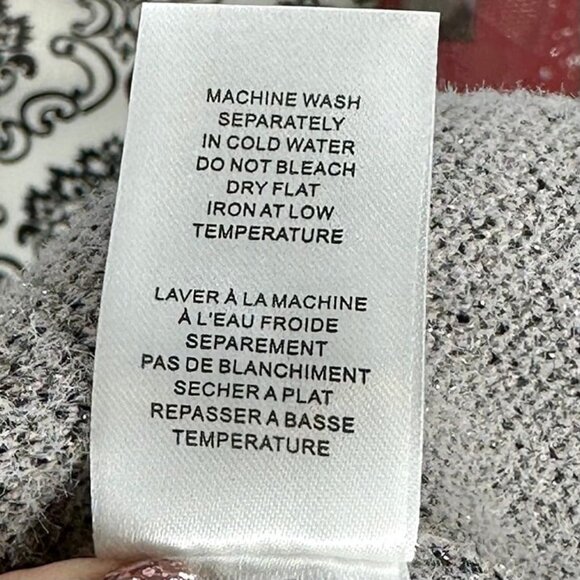 MACHINE WASH
SEPARATELY
IN COLD WATER
DO NOT BLEACH
DRY FLAT
IRON AT LOW
TEMPERATURE
LAVER À LA MACHINE
À L'EAU FROIDE
SEPAREMENT
PAS DE BLANCHIMENT
SECHER A PLAT
REPASSER A BASSE
TEMPERATURE